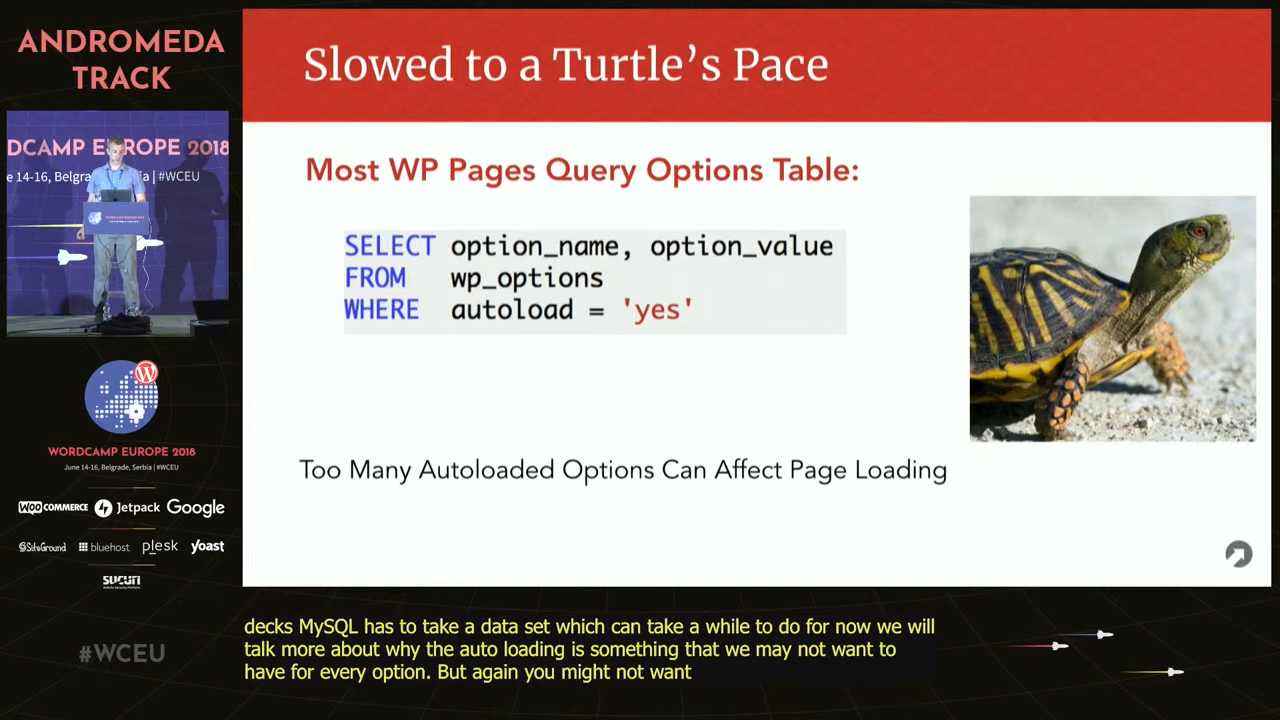 ANDROMEDA
TRACK
DCAMP EUROPE 2018
e 14-16, Belgra Serbia | #WCEU
WORDCAMP EUROPE 2018
June 14-16, Belgrade, Serbia | #WCEU
WOO COMMERCE Jetpack Google
SiteGround bluehost plesk yoast
SUCURI
#WCEU
Slowed to a Turtle's Pace
Most WP Pages Query Options Table:
SELECT option_name, option_value
FROM wp_options
WHERE autoload = 'yes'
Too Many Autoloaded Options Can Affect Page Loading
decks MySQL has to take a data set which can take a while to do for now we will
talk more about why the auto loading is something that we may not want to
have for every option. But again you might not want